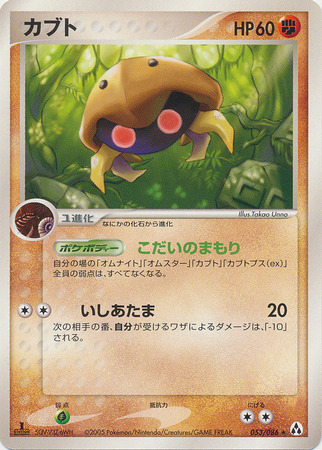 カブト
HP60
Illus.Takao Unno
1進化
なにかの化石から進化
ポケボディー こだいのまもり
自分の場の「オムナイト」「オムスター」「カブト」「カブトプス(ex)」
全員の弱点は、すべてなくなる。
いしあたま 20
次の相手の番、自分が受けるワザによるダメージは、「-10」
される。
弱点 抵抗力 にげる
©2005 Pokémon/Nintendo/Creatures/GAME FREAK
053/086 ★